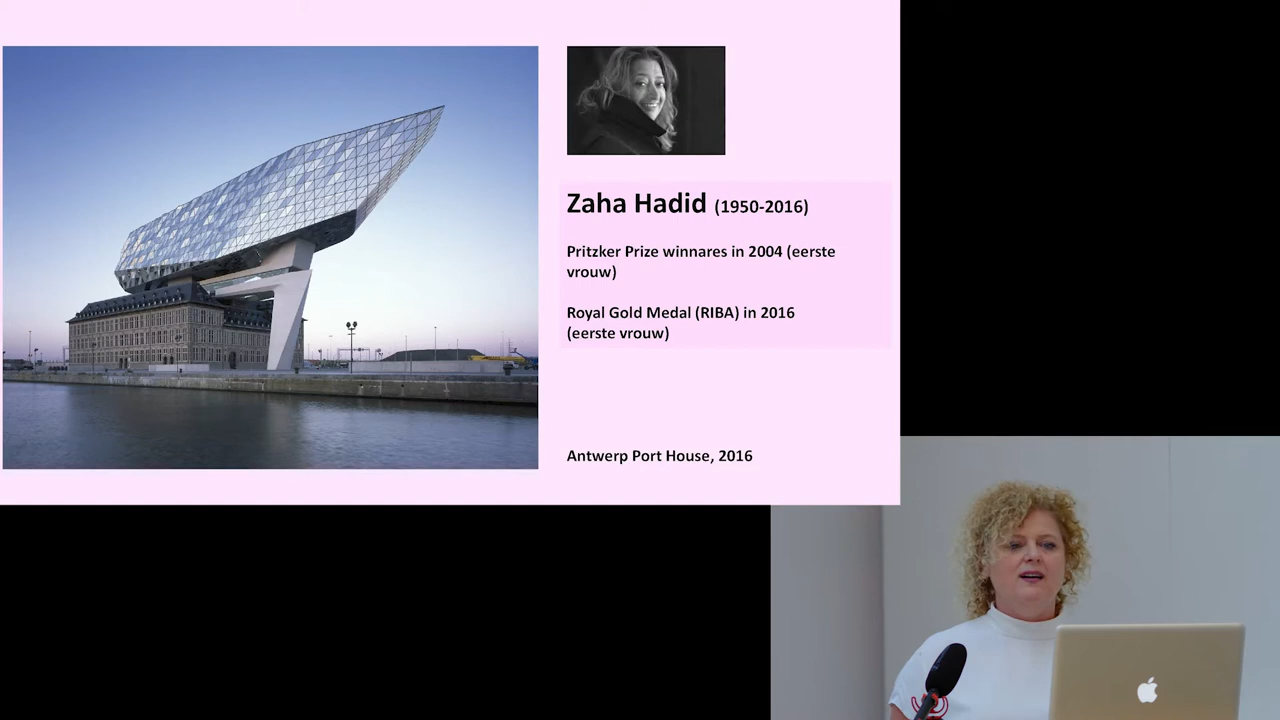 Zaha Hadid (1950-2016)
Pritzker Prize winnares in 2004 (eerste
vrouw)
Royal Gold Medal (RIBA) in 2016
(eerste vrouw)
Antwerp Port House, 2016